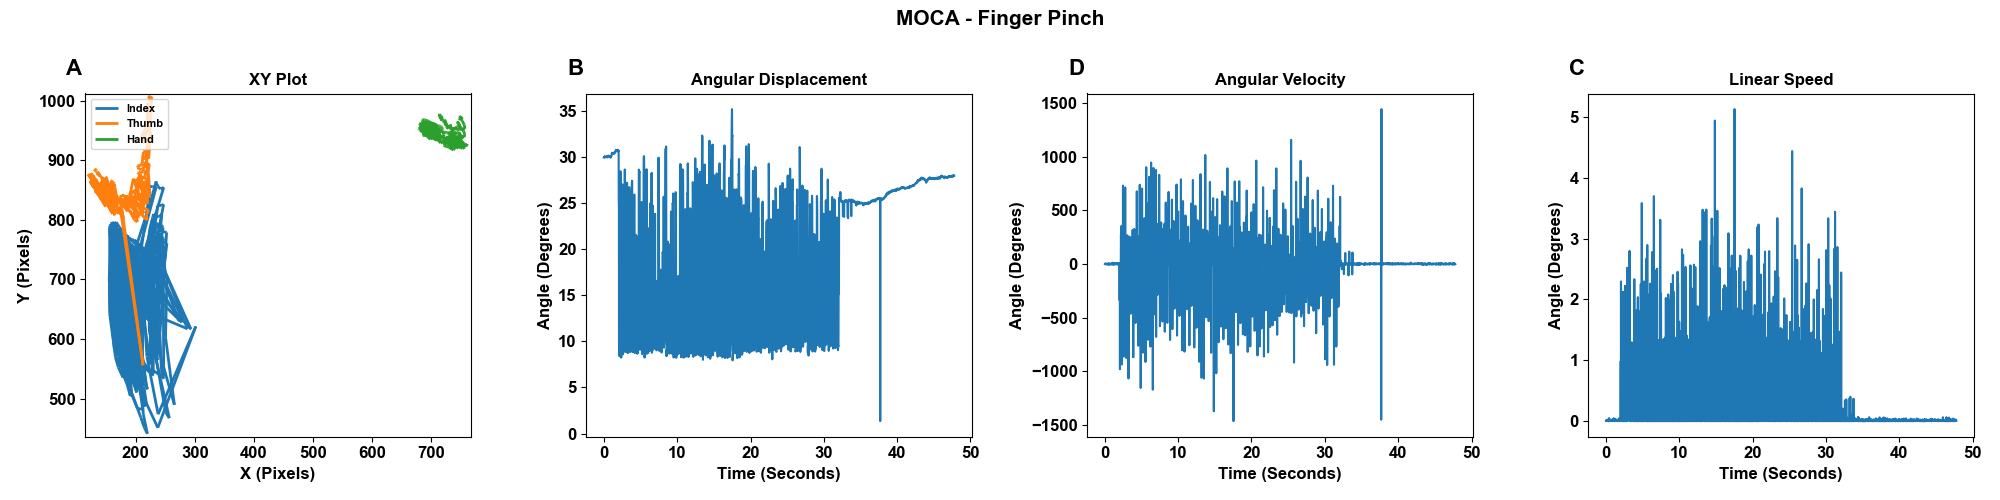 MOCA - Finger Pinch
A
XY Plot
Index
Thumb
Hand
1000
900
800
700
600
500
Y (Pixels)
200 300 400 500 600 700
X (Pixels)
B
Angular Displacement
35
30
25
20
15
10
5
0
Angle (Degrees)
0 10 20 30 40 50
Time (Seconds)
D
Angular Velocity
1500
1000
500
0
−500
−1000
−1500
Angle (Degrees)
0 10 20 30 40 50
Time (Seconds)
C
Linear Speed
5
4
3
2
1
0
Angle (Degrees)
0 10 20 30 40 50
Time (Seconds)